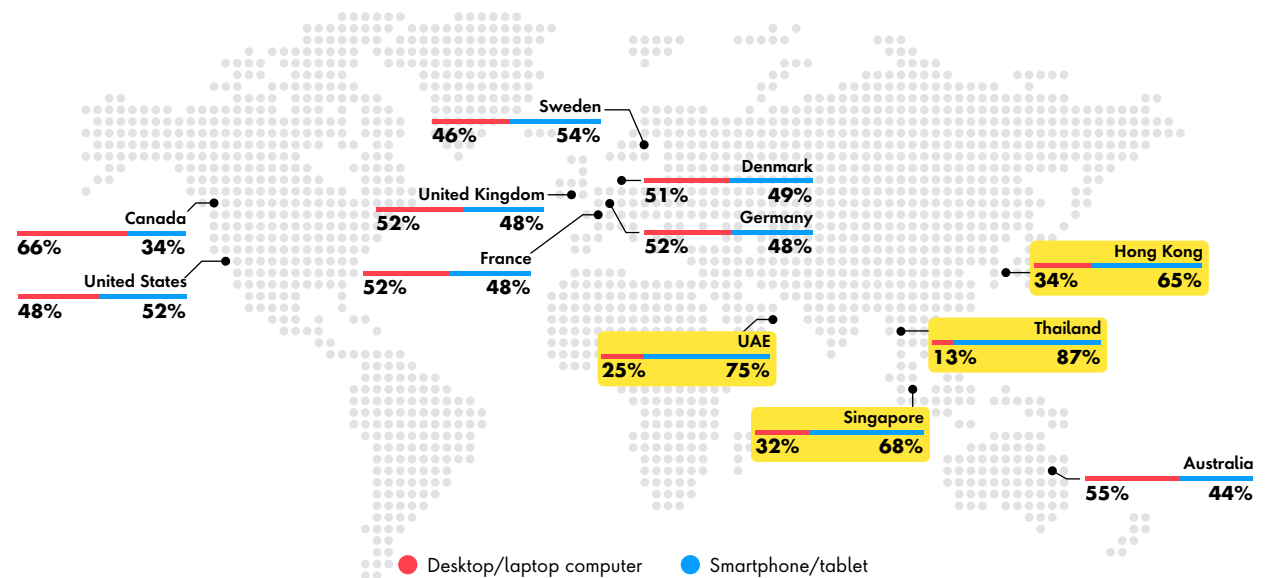 Sweden
46% 54%
Denmark
51% 49%
United Kingdom
52% 48%
Canada
66% 34%
Germany
52% 48%
France
52% 48%
United States
48% 52%
Hong Kong
34% 65%
Thailand
13% 87%
UAE
25% 75%
Singapore
32% 68%
Australia
55% 44%
Desktop/laptop computer Smartphone/tablet